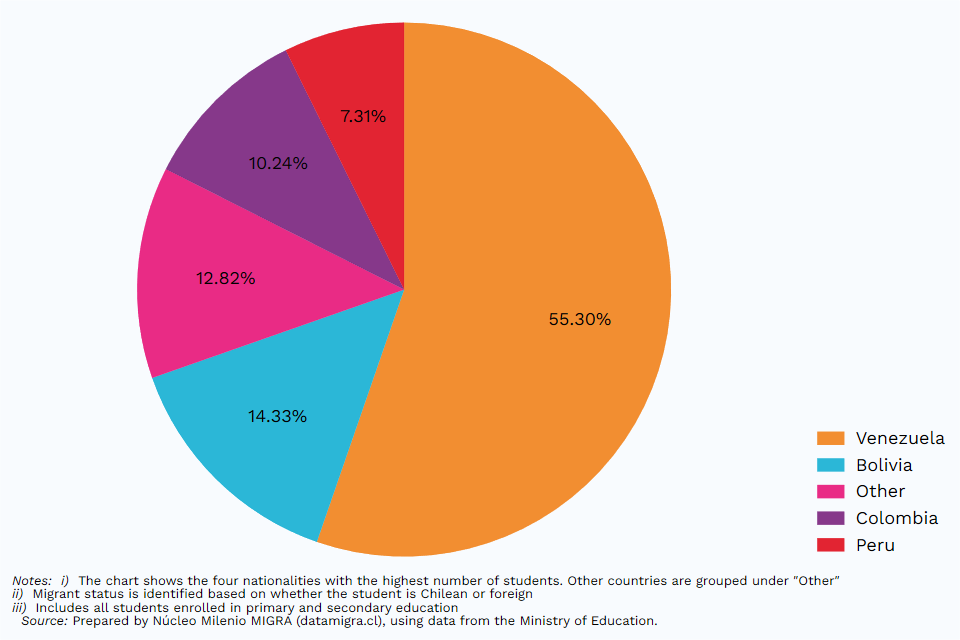 7.31%
10.24%
12.82%
55.30%
14.33%
Venezuela
Bolivia
Other
Colombia
Peru
Notes: i) The chart shows the four nationalities with the highest number of students. Other countries are grouped under "Other"
ii) Migrant status is identified based on whether the student is Chilean or foreign
iii) Includes all students enrolled in primary and secondary education
Source: Prepared by Núcleo Milenio MIGRA (datamigra.cl), using data from the Ministry of Education.